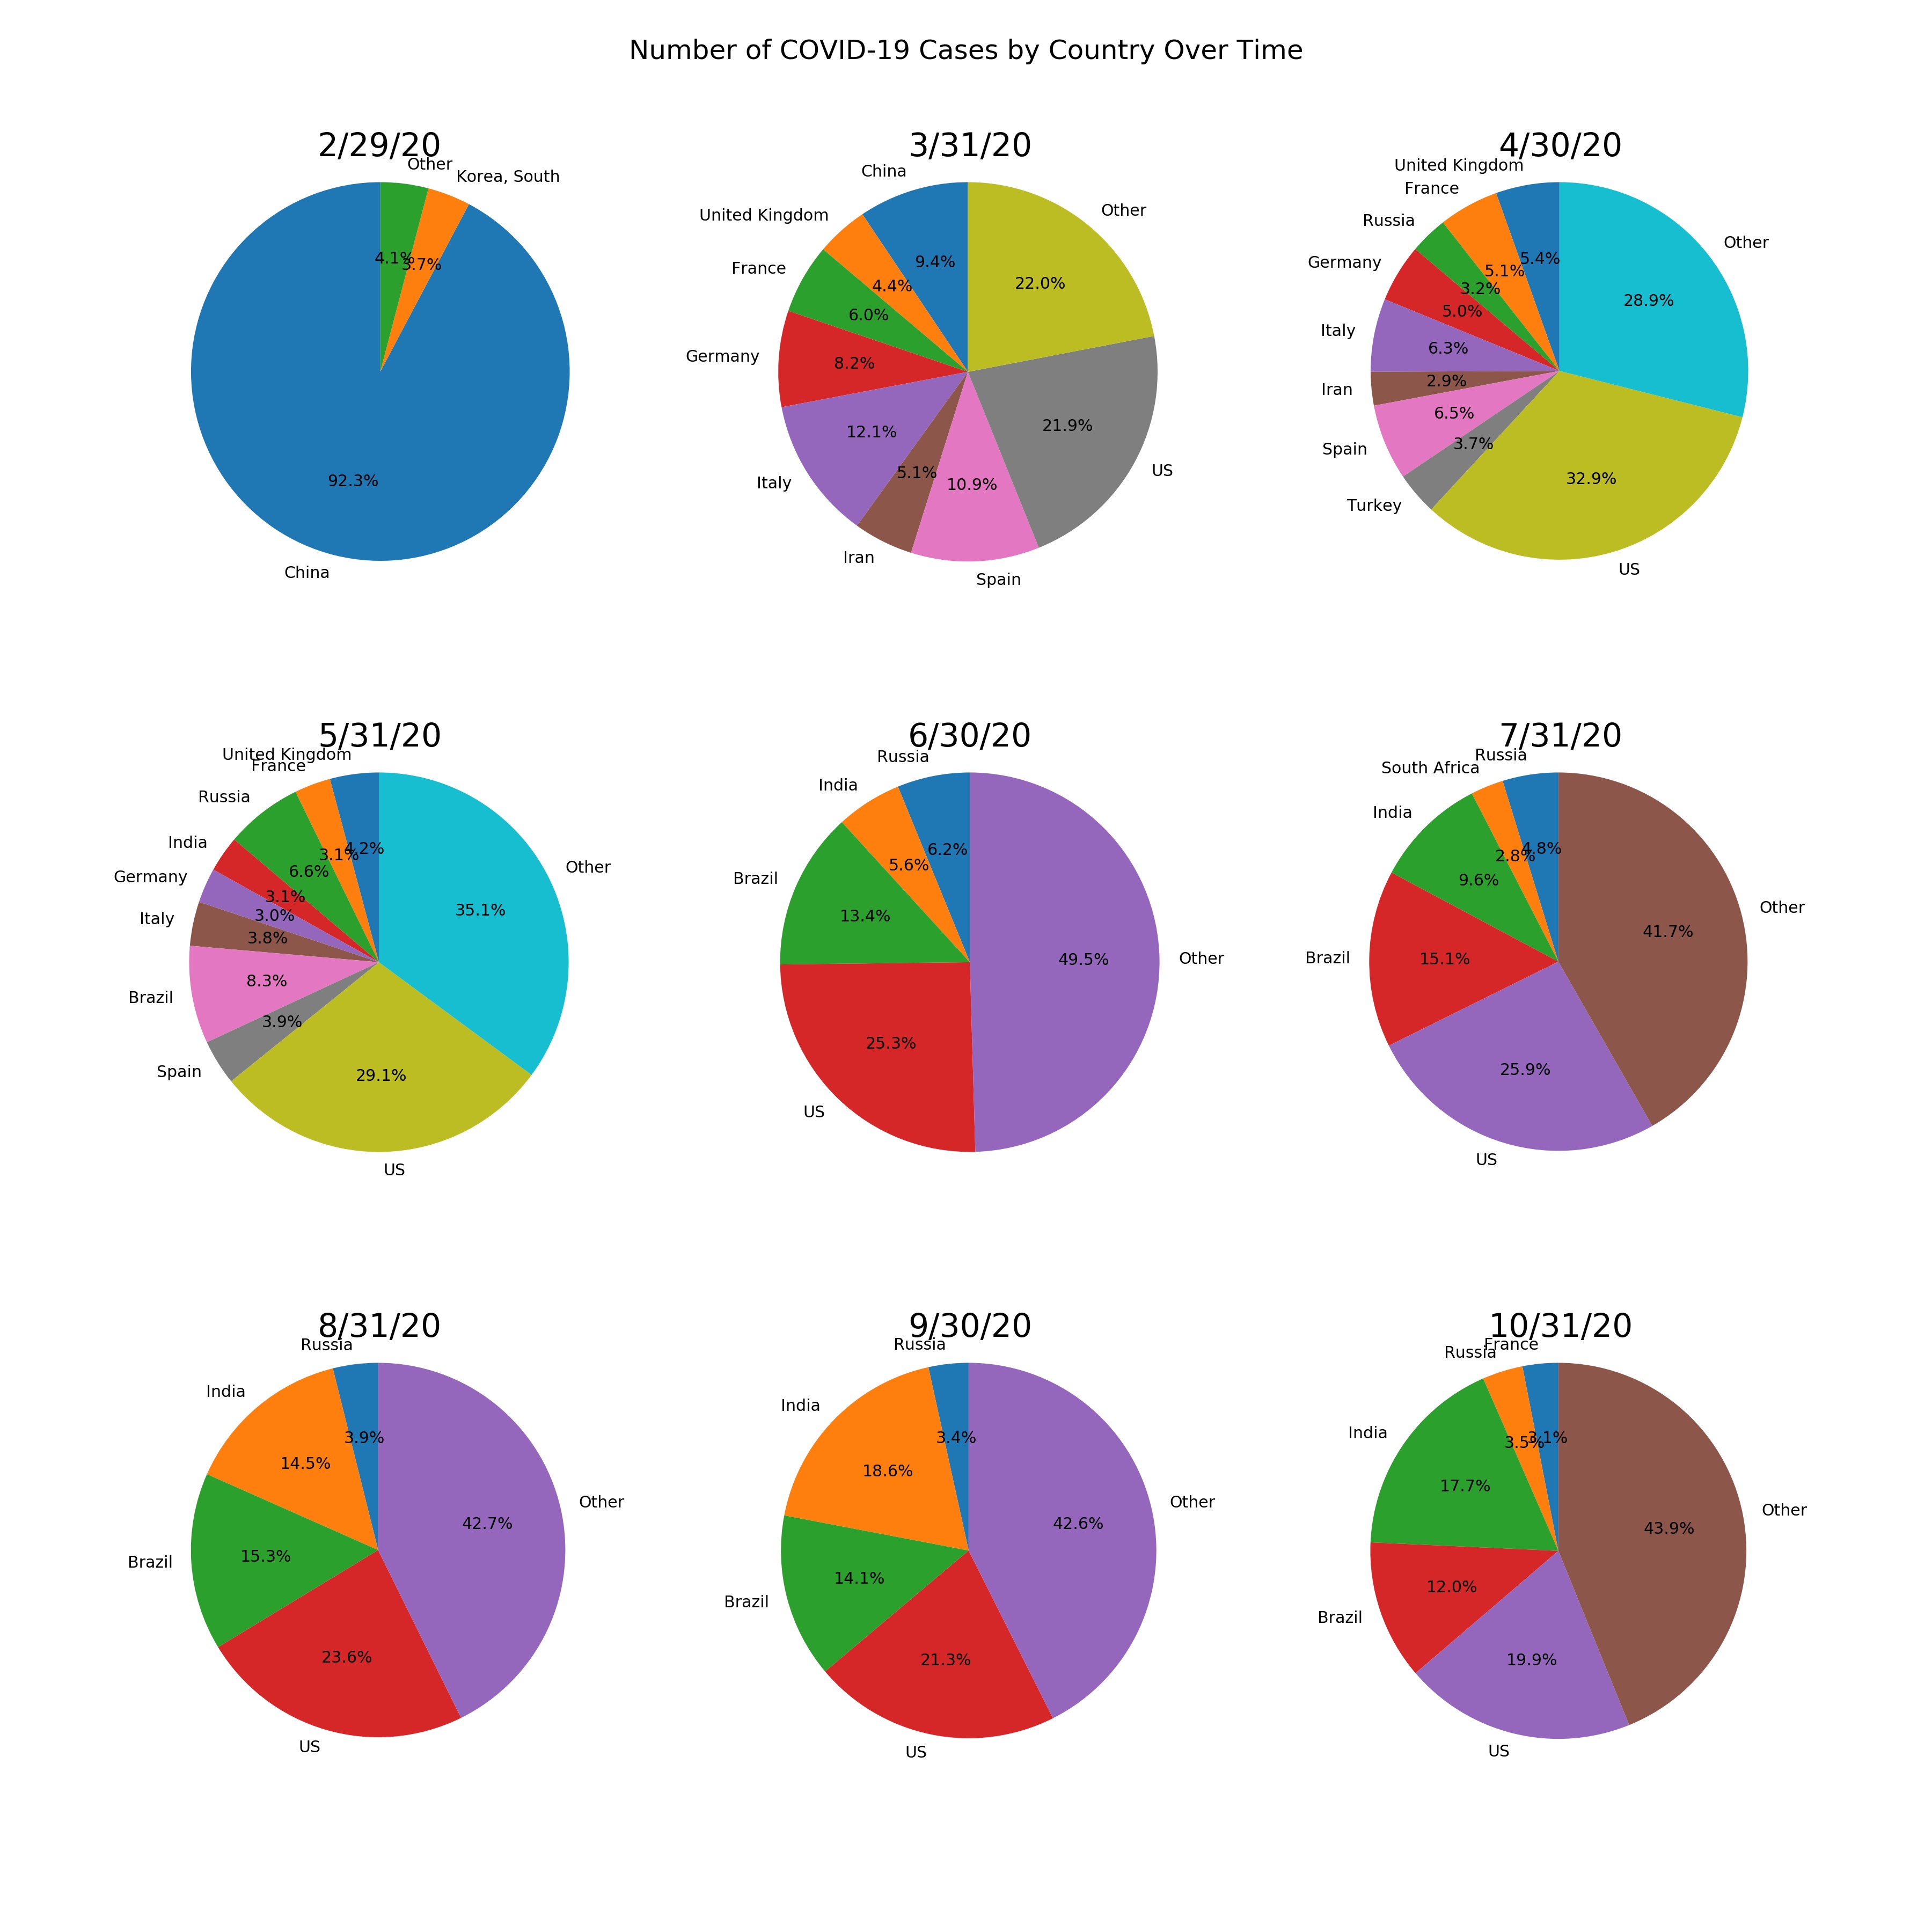 Number of COVID-19 Cases by Country Over Time
2/29/20
Other
Korea, South
4.1%
3.7%
92.3%
China
3/31/20
China
Other
United Kingdom
France
9.4%
22.0%
4.4%
6.0%
Germany
8.2%
12.1%
21.9%
US
Italy
5.1%
10.9%
Iran
Spain
4/30/20
United Kingdom
France
Russia
Other
Germany
5.4%
5.1%
3.2%
28.9%
5.0%
Italy
6.3%
Iran
2.9%
6.5%
Spain
3.7%
32.9%
Turkey
US
5/31/20
United Kingdom
France
Russia
India
4.2%
3.1%
Other
6.6%
Germany
3.1%
3.0%
35.1%
Italy
3.8%
8.3%
Brazil
3.9%
Spain
29.1%
US
6/30/20
Russia
India
6.2%
5.6%
Brazil
13.4%
49.5%
Other
25.3%
US
7/31/20
Russia
South Africa
India
4.8%
2.8%
9.6%
Other
41.7%
Brazil
15.1%
25.9%
US
8/31/20
Russia
India
3.9%
14.5%
Other
42.7%
Brazil
15.3%
23.6%
US
9/30/20
Russia
India
3.4%
18.6%
Other
42.6%
14.1%
Brazil
21.3%
US
10/31/20
France
Russia
India
3.1%
3.5%
17.7%
Other
43.9%
12.0%
Brazil
19.9%
US